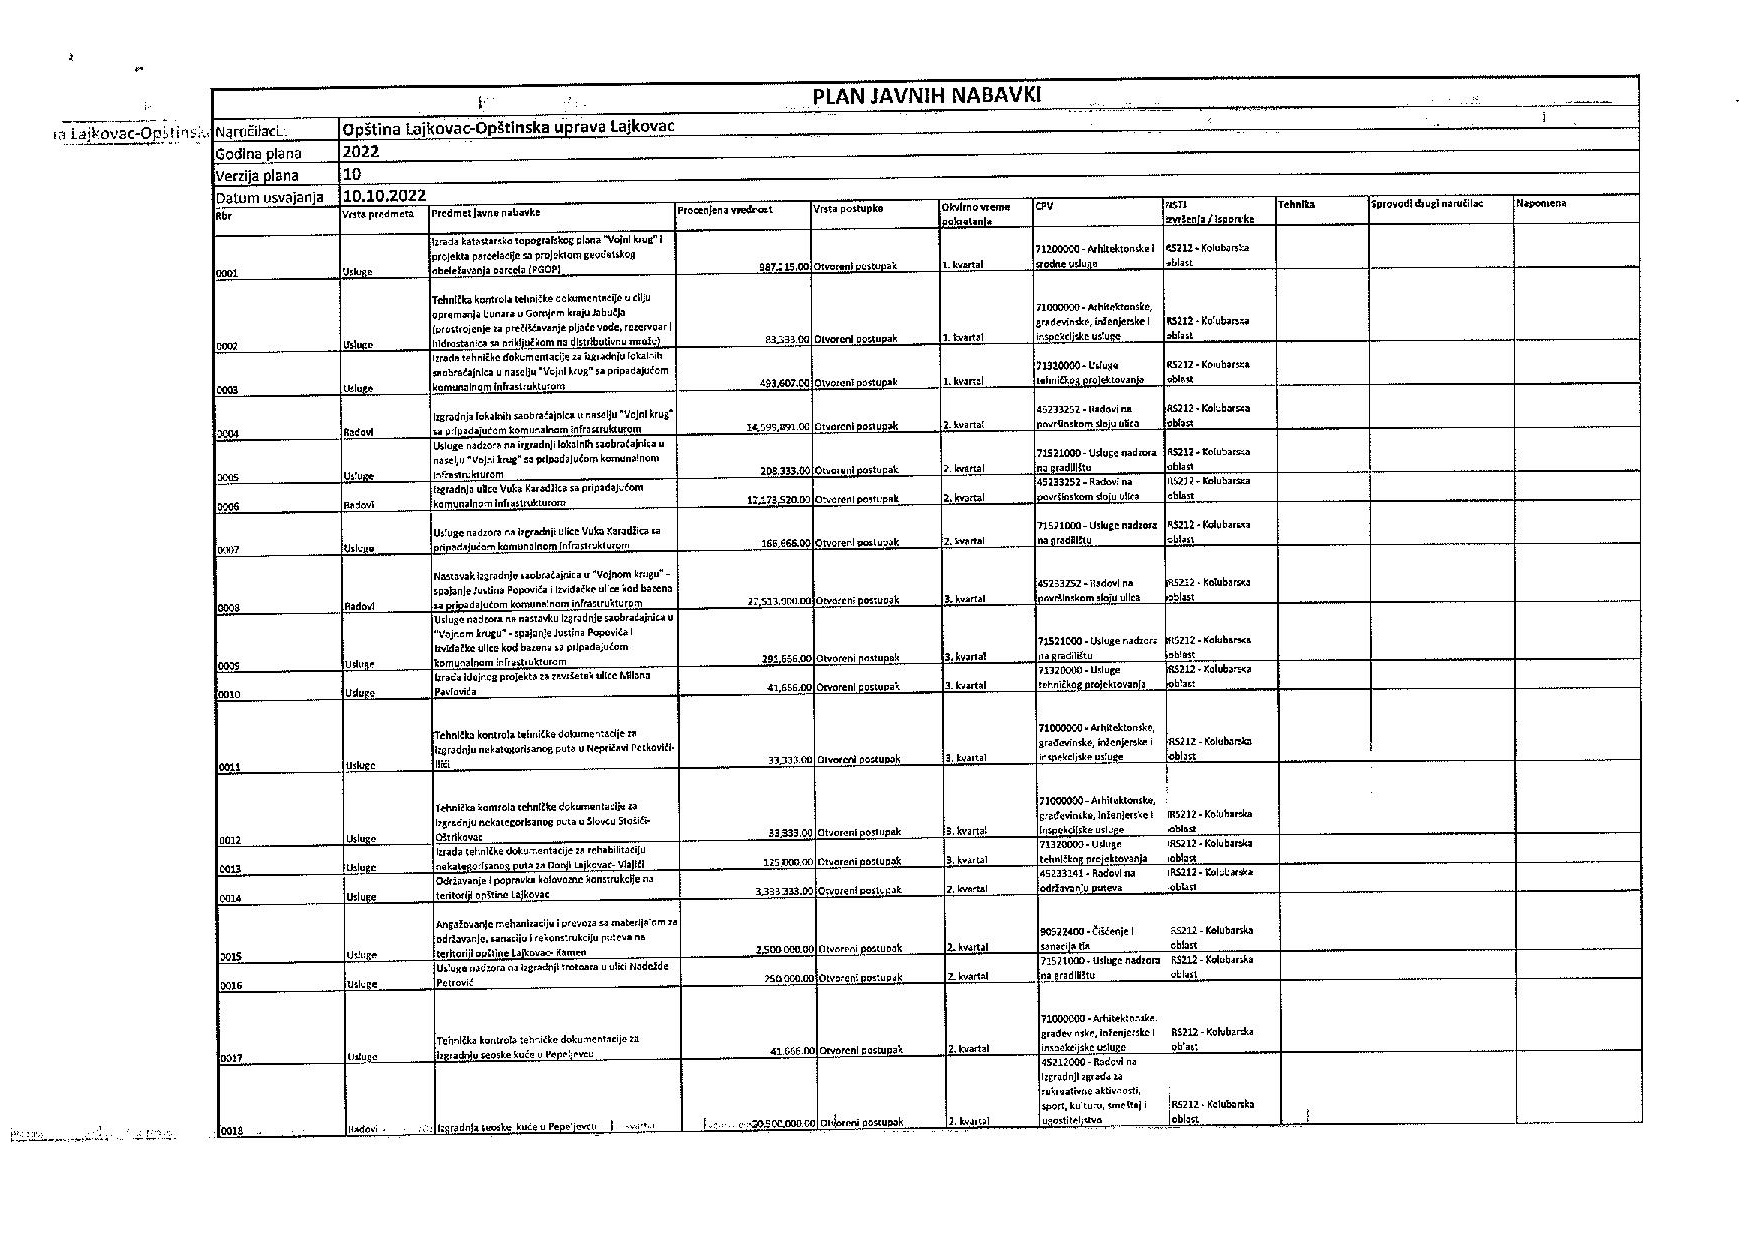 PLAN JAVNIH NABAVKI
Naručilac: Opština Lajkovac-Opštinska uprava Lajkovac
Godina plana 2022
Verzija plana 10
Datum usvajanja 10.10.2022
Rbr Vrsta predmeta Predmet javne nabavke Procenjena vrednost Vrsta postupka Okvirno vreme pokretanja CPV NSTJ izvršenja / isporuke Tehnika Sprovodi drugi naručilac Napomena
0001 Usluge Izrada katastarsko topografskog plana "Vojni krug" i
projekta parcelacije sa projektom geodetskog
obeležavanja parcela (PGOP) Otvoreni postupak 1. kvartal 71200000 - Arhitektonske i srodne usluge RS212 - Kolubarska oblast
0002 Usluge Tehnička kontrola tehničke dokumentacije u cilju
opremanja bunara u Gornjem kraju Jabučja
(postrojenje za prečišćavanje pijaće vode, rezervoar i
hidrostanica sa priključkom na distributivnu mrežu) 83,333.00 Otvoreni postupak 1. kvartal 71000000 - Arhitektonske, građevinske, inženjerske i inspekcijske usluge RS212 - Kolubarska oblast
0003 Usluge Izrada tehničke dokumentacije za izgradnju lokalnih
saobraćajnica u naselju "Vojni krug" sa pripadajućom
komunalnom infrastrukturom 493,607.00 Otvoreni postupak 1. kvartal 71320000 - Usluge tehničkog projektovanja RS212 - Kolubarska oblast
0004 Radovi Izgradnja lokalnih saobraćajnica u naselju "Vojni krug"
sa pripadajućom komunalnom infrastrukturom 14,599,891.00 Otvoreni postupak 2. kvartal 45233252 - Radovi na površinskom sloju ulica RS212 - Kolubarska oblast
0005 Usluge Usluge nadzora na izgradnji lokalnih saobraćajnica u
naselju "Vojni krug" sa pripadajućom komunalnom
infrastrukturom 208,333.00 Otvoreni postupak 2. kvartal 71521000 - Usluge nadzora na gradilištu RS212 - Kolubarska oblast
0006 Radovi Izgradnja ulice Vuka Karadžica sa pripadajućom
komunalnom infrastrukturom Otvoreni postupak 2. kvartal 45233252 - Radovi na površinskom sloju ulica RS212 - Kolubarska oblast
0007 Usluge Usluge nadzora na izgradnji ulice Vuka Karadžica sa
pripadajućom komunalnom infrastrukturom 166,666.00 Otvoreni postupak 2. kvartal 71521000 - Usluge nadzora na gradilištu RS212 - Kolubarska oblast
0008 Radovi Nastavak izgradnje saobraćajnica u "Vojnom krugu" -
spajanje Justina Popovića i Izviđačke ulice kod bazena
sa pripadajućom komunalnom infrastrukturom Otvoreni postupak 3. kvartal 45233252 - Radovi na površinskom sloju ulica RS212 - Kolubarska oblast
0009 Usluge Usluge nadzora na nastavku izgradnje saobraćajnica u
"Vojnom krugu" - spajanje Justina Popovića i
Izviđačke ulice kod bazena sa pripadajućom
komunalnom infrastrukturom 291,666.00 Otvoreni postupak 3. kvartal 71521000 - Usluge nadzora na gradilištu RS212 - Kolubarska oblast
0010 Usluge Izrada idejnog projekta za završetak ulice Milana
Pavlovića 41,666.00 Otvoreni postupak 3. kvartal 71320000 - Usluge tehničkog projektovanja RS212 - Kolubarska oblast
0011 Usluge Tehnička kontrola tehničke dokumentacije za
izgradnju nekategorisanog puta u Nepričavi Petkovići-
Ilići 33,333.00 Otvoreni postupak 3. kvartal 71000000 - Arhitektonske, građevinske, inženjerske i inspekcijske usluge RS212 - Kolubarska oblast
0012 Usluge Tehnička komrola tehničke dokumentacije za
izgradnju nekategorisanog puta u Slovcu Stošići-
Oštrikovac 33,333.00 Otvoreni postupak 3. kvartal 71000000 - Arhitektonske, građevinske, inženjerske i inspekcijske usluge RS212 - Kolubarska oblast
0013 Usluge Izrada tehničke dokumentacije za rehabilitaciju
nekategorisanog puta za Donji Lajkovac- Vlajići 125,000.00 Otvoreni postupak 3. kvartal 71320000 - Usluge tehničkog projektovanja RS212 - Kolubarska oblast
0014 Usluge Održavanje i popravka kolovozne konstrukcije na
teritoriji opštine Lajkovac 3,333,333.00 Otvoreni postupak 2. kvartal 45233141 - Radovi na održavanju puteva RS212 - Kolubarska oblast
0015 Usluge Angažovanje mehanizaciju i prevoza sa materijalom za
održavanje, sanaciju i rekonstrukciju puteva na
teritoriji opštine Lajkovac- Kamen 2,500,000.00 Otvoreni postupak 2. kvartal 90522400 - Čišćenje i sanacija tla RS212 - Kolubarska oblast
0016 Usluge Usluge nadzora na izgradnji trotoara u ulici Nadežde
Petrović 250,000.00 Otvoreni postupak 2. kvartal 71521000 - Usluge nadzora na gradilištu RS212 - Kolubarska oblast
0017 Usluge Tehnička kontrola tehničke dokumentacije za
izgradnju seoske kuće u Pepeljevcu 41,666.00 Otvoreni postupak 2. kvartal 71000000 - Arhitektonske, građevinske, inženjerske i inspekcijske usluge RS212 - Kolubarska oblast
0018 Radovi Izgradnja seoske kuće u Pepeljevcu Otvoreni postupak 2. kvartal 45212000 - Radovi na izgradnji zgrada za rekreativne aktivnosti, sport, kulturu, smeštaj i ugostiteljstvo RS212 - Kolubarska oblast